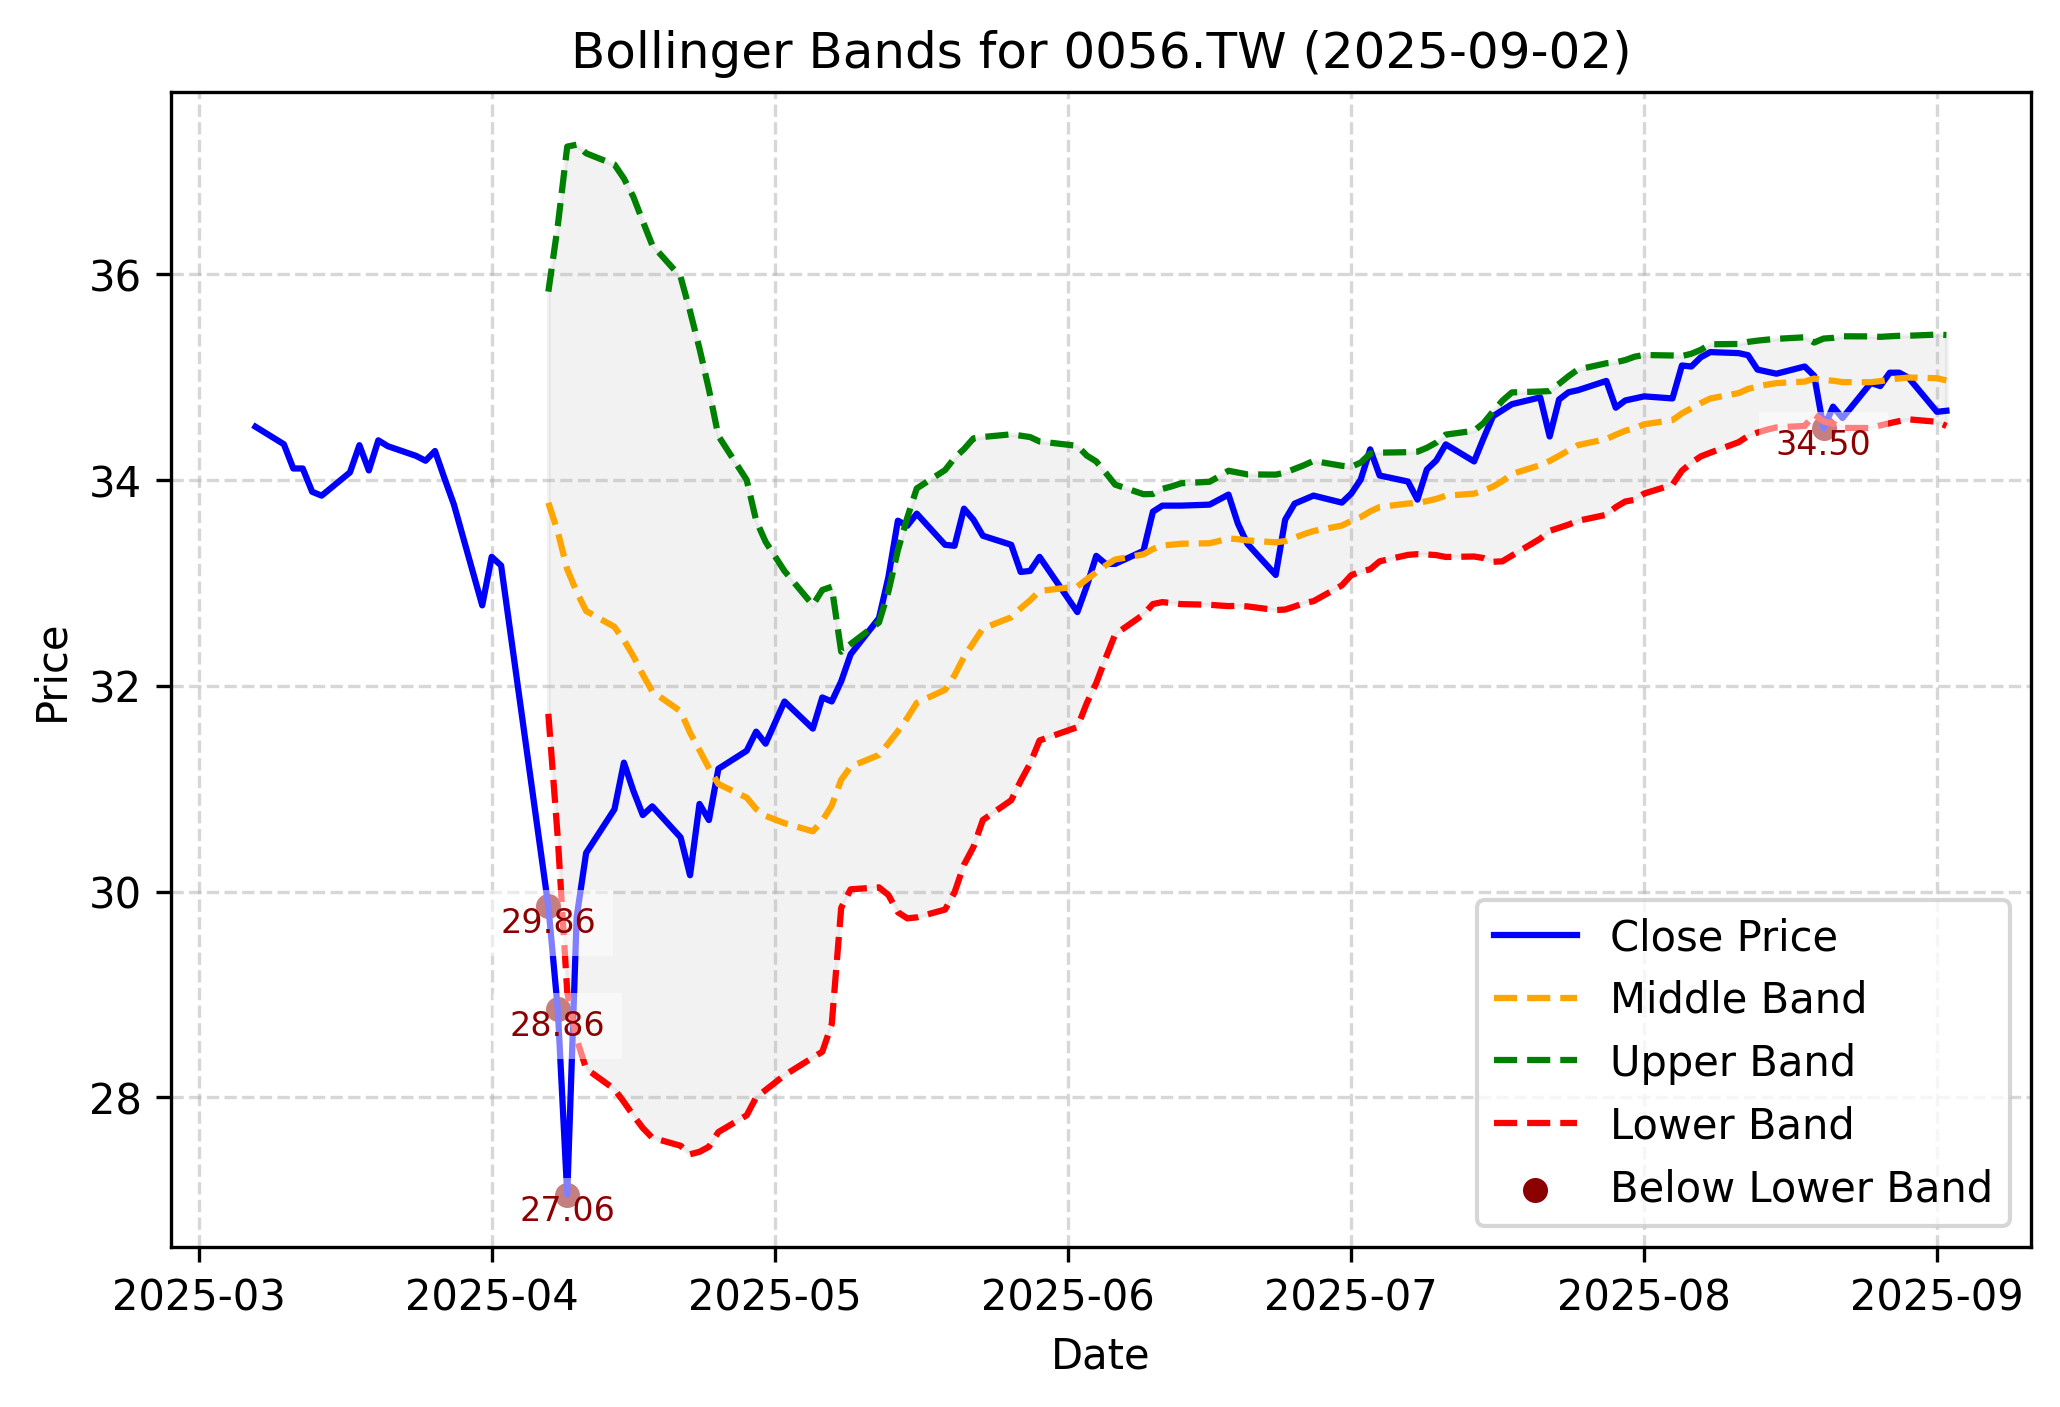 Bollinger Bands for 0056.TW (2025-09-02)
Price
36
34
32
30
28
29.86
28.86
27.06
34.50
Close Price
Middle Band
Upper Band
Lower Band
Below Lower Band
2025-03
2025-04
2025-05
2025-06
2025-07
2025-08
2025-09
Date